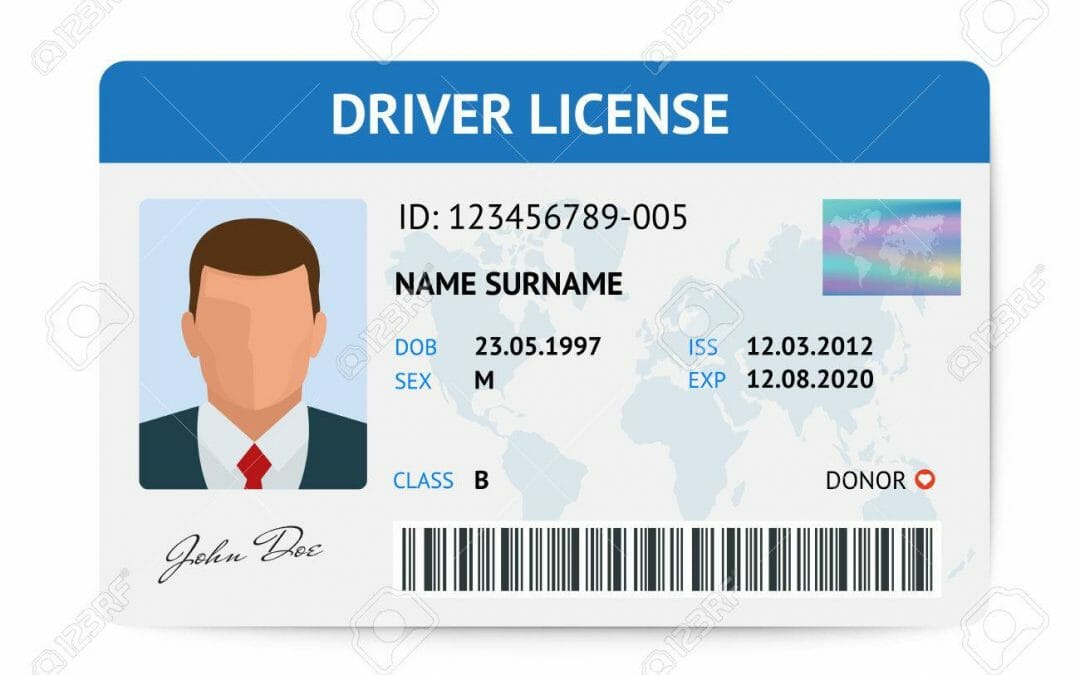 DRIVER LICENSE
ID: 123456789-005
NAME SURNAME
DOB 23.05.1997 ISS 12.03.2012
SEX M EXP 12.08.2020
CLASS B DONOR
John Doe
123RF